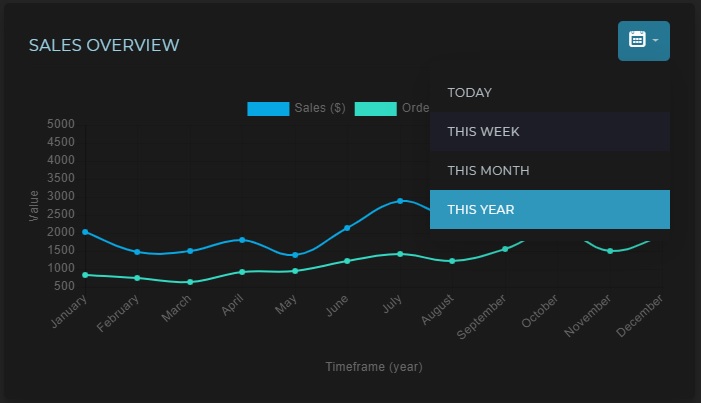 SALES OVERVIEW
TODAY
THIS WEEK
THIS MONTH
THIS YEAR
Sales ($) Orde
Value
5000
4500
4000
3500
3000
2500
2000
1500
1000
500
January February March April May June July August September October November December
Timeframe (year)